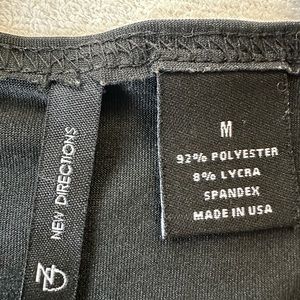 M
92% POLYESTER
8% LYCRA
SPANDEX
MADE IN USA
NEW DIRECTIONS
ND